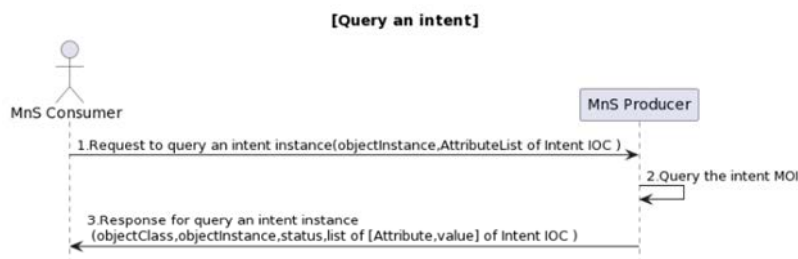 [Query an intent]
MnS Consumer
MnS Producer
1.Request to query an intent instance(objectInstance,AttributeList of Intent IOC )
2.Query the intent MOI
3.Response for query an intent instance
(objectClass,objectInstance,status,list of [Attribute,value] of Intent IOC )